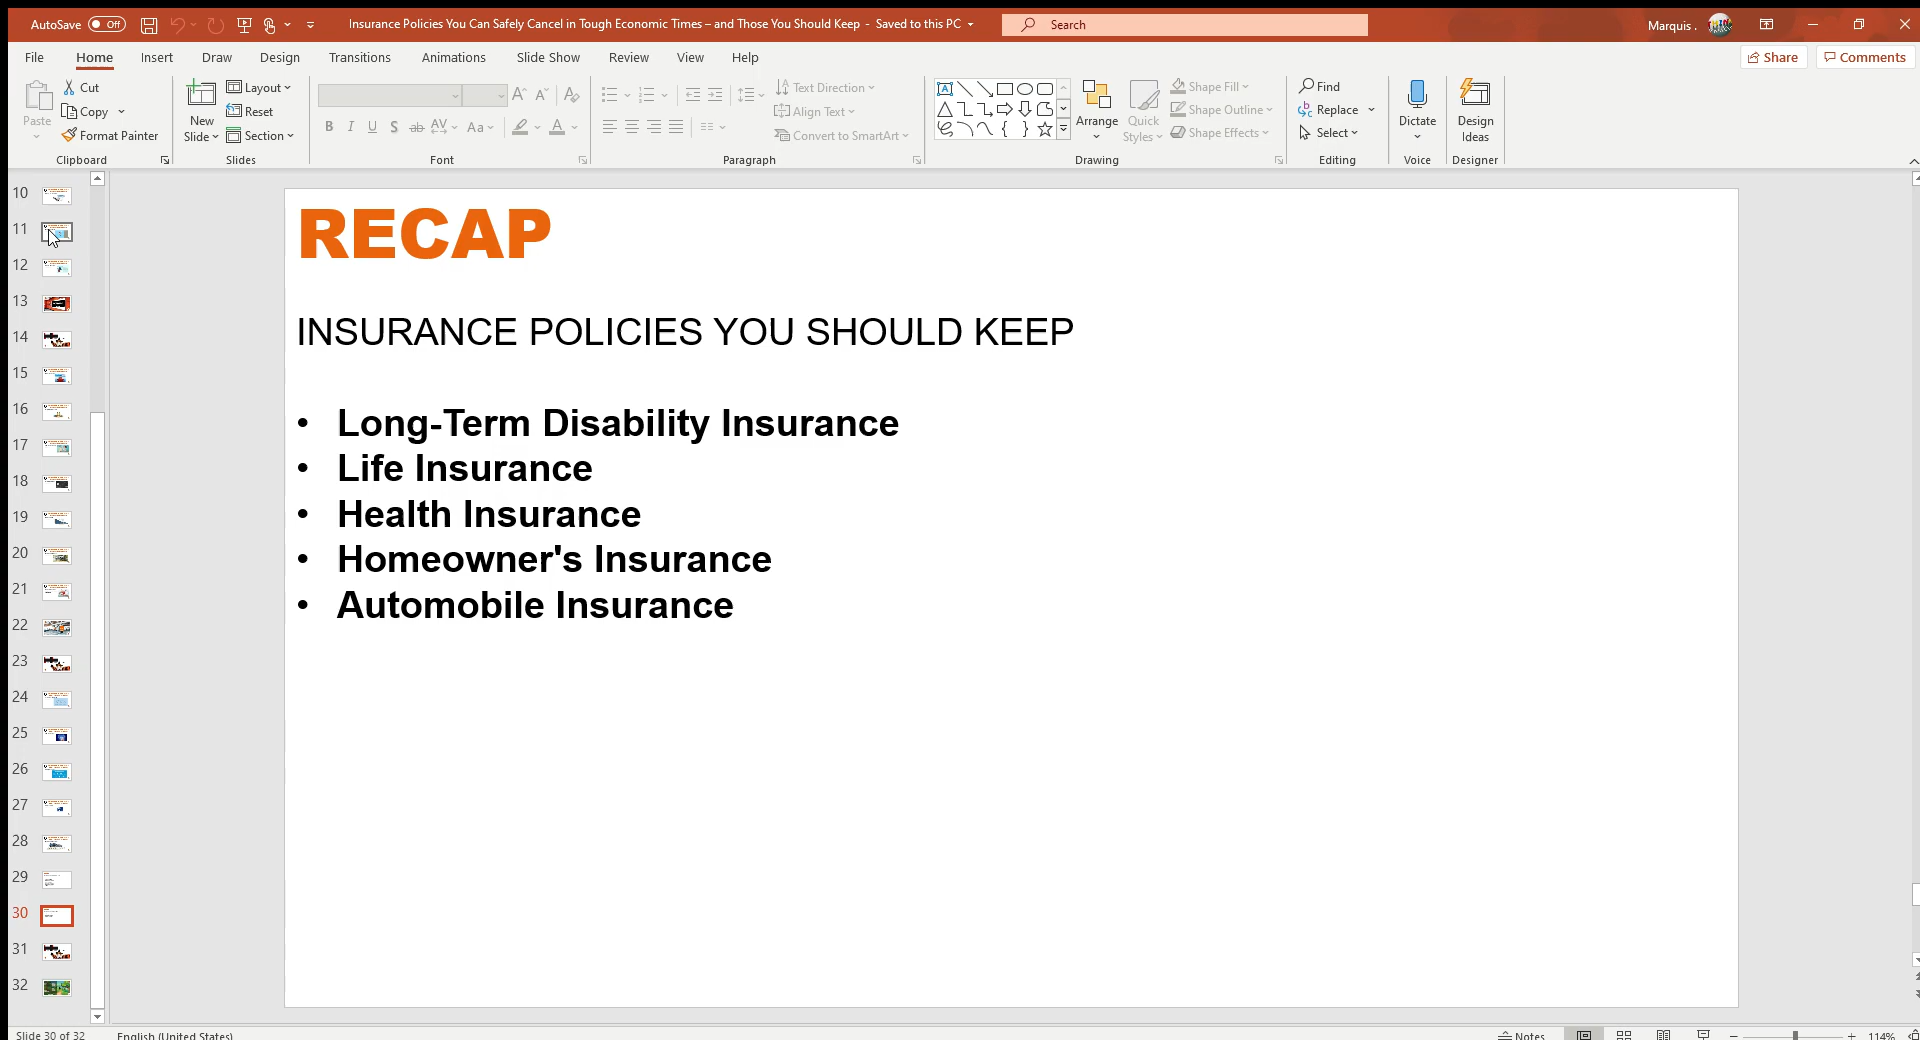 AutoSave Off Insurance Policies You Can Safely Cancel in Tough Economic Times – and Those You Should Keep - Saved to this PC Search Marquis .
File Home Insert Draw Design Transitions Animations Slide Show Review View Help Share Comments
Paste Cut Copy Format Painter Clipboard
New Slide Layout Reset Section Slides
B I U S ab AV Aa A Font
Text Direction Align Text Convert to SmartArt Paragraph
Arrange Quick Styles Shape Fill Shape Outline Shape Effects Drawing
Find Replace Select Editing
Dictate Voice
Design Ideas Designer
10
11
12
13
14
15
16
17
18
19
20
21
22
23
24
25
26
27
28
29
30
31
32
RECAP
INSURANCE POLICIES YOU SHOULD KEEP
• Long-Term Disability Insurance
• Life Insurance
• Health Insurance
• Homeowner's Insurance
• Automobile Insurance
Slide 30 of 32 English (United States) Notes 114%